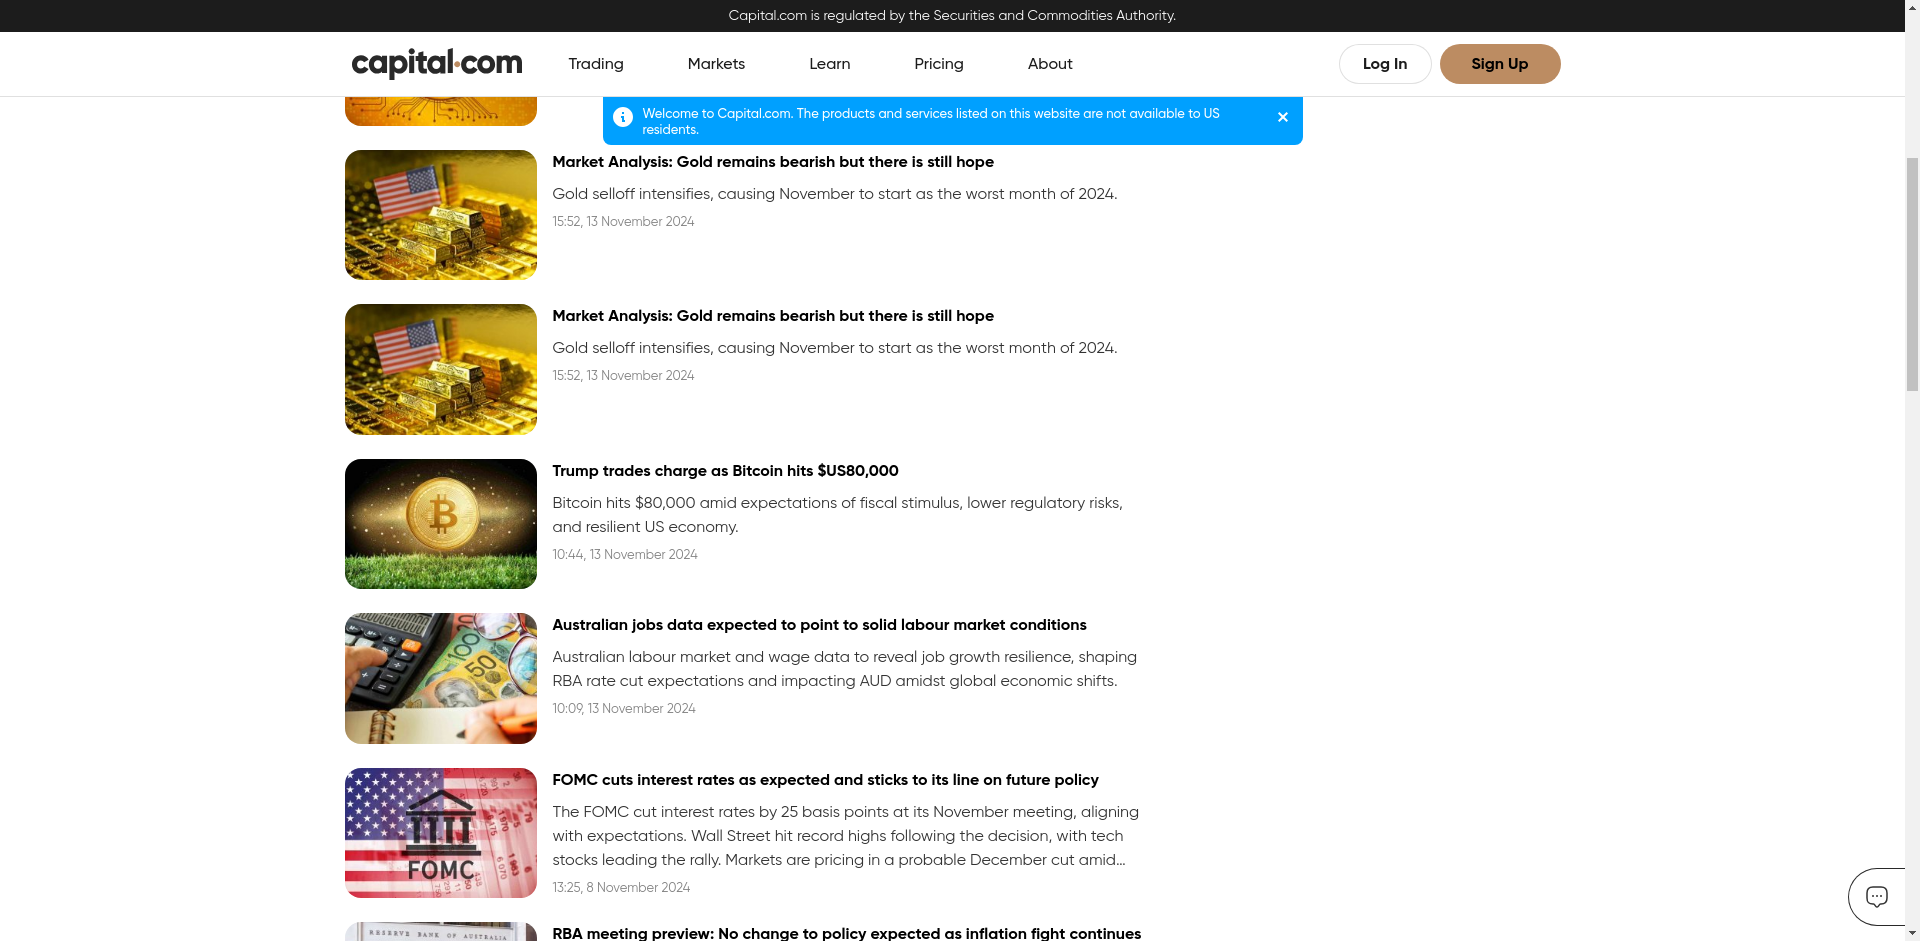 Capital.com is regulated by the Securities and Commodities Authority.
capital.com
Trading
Markets
Learn
Pricing
About
Log In
Sign Up
Welcome to Capital.com. The products and services listed on this website are not available to US
residents.
Market Analysis: Gold remains bearish but there is still hope
Gold selloff intensifies, causing November to start as the worst month of 2024.
15:52, 13 November 2024
Market Analysis: Gold remains bearish but there is still hope
Gold selloff intensifies, causing November to start as the worst month of 2024.
15:52, 13 November 2024
Trump trades charge as Bitcoin hits $US80,000
Bitcoin hits $80,000 amid expectations of fiscal stimulus, lower regulatory risks,
and resilient US economy.
10:44, 13 November 2024
100
50
Australian jobs data expected to point to solid labour market conditions
Australian labour market and wage data to reveal job growth resilience, shaping
RBA rate cut expectations and impacting AUD amidst global economic shifts.
10:09, 13 November 2024
FOMC
FOMC cuts interest rates as expected and sticks to its line on future policy
The FOMC cut interest rates by 25 basis points at its November meeting, aligning
with expectations. Wall Street hit record highs following the decision, with tech
stocks leading the rally. Markets are pricing in a probable December cut amid...
13:25, 8 November 2024
RESERVE BANK OF AUSTRALIA
RBA meeting preview: No change to policy expected as inflation fight continues